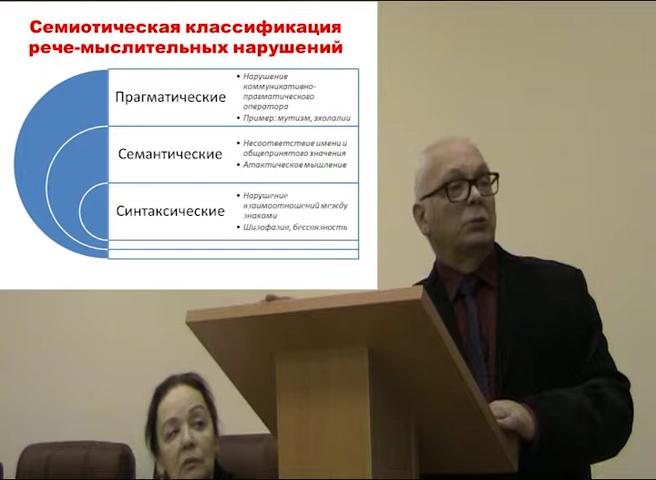 Семиотическая классификация
рече-мыслительных нарушений
Прагматические
• Нарушение
коммуникативно-
прагматического
оператора
• Пример: мутизм, эхолалии
Семантические
• Несоответствие имени и
общепринятого значения
• Атактическое мышление
Синтаксические
• Нарушение
взаимоотношений между
знаками
• Шизофазия, бессвязность